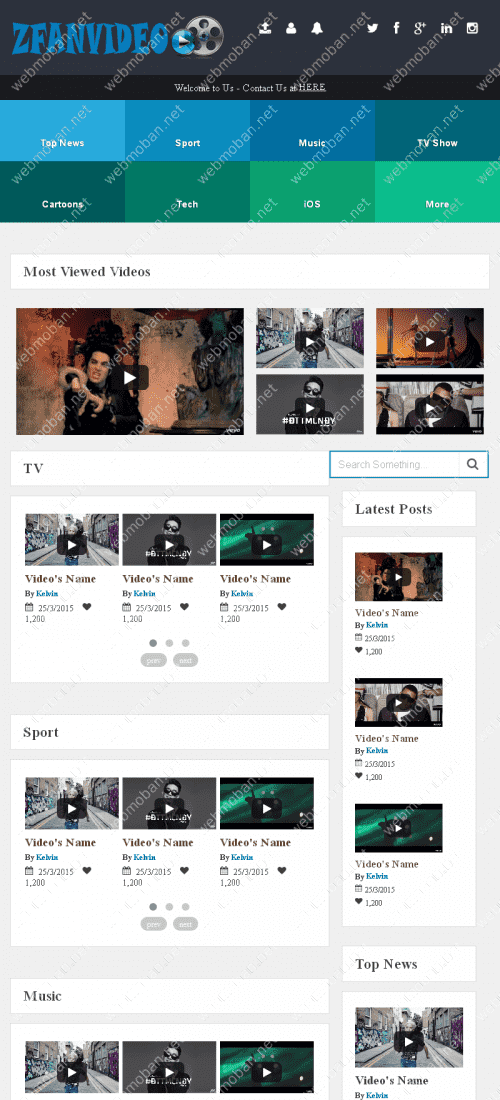 ZFANVIDEO
Welcome to Us - Contact Us at HERE
Top News Sport Music TV Show
Cartoons Tech iOS More
Most Viewed Videos
#DTTMLNDY
TV
Search Something...
Latest Posts
#DTTMLNDY
Video's Name Video's Name Video's Name
By Kelvin By Kelvin By Kelvin
25/3/2015 25/3/2015 25/3/2015
1,200 1,200 1,200
prev next
Video's Name
By Kelvin
25/3/2015
1,200
Video's Name
By Kelvin
25/3/2015
1,200
Sport
#DTTMLNDY
Video's Name Video's Name Video's Name
By Kelvin By Kelvin By Kelvin
25/3/2015 25/3/2015 25/3/2015
1,200 1,200 1,200
prev next
Video's Name
By Kelvin
25/3/2015
1,200
Top News
Music
#DTTMLNDY
Video's Name
By Kelvin
webmoban.net